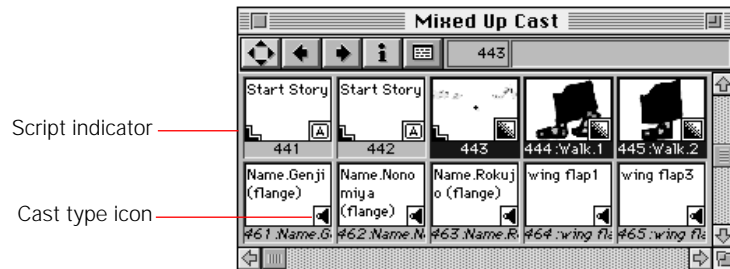 Mixed Up Cast
443
Start Story
Start Story
A
A
441
442
443
444:Walk.1
445:Walk.2
Script indicator
Name.Genji
(flange)
Name.Nono
miya
(flange)
Name.Rokuj
o (flange)
wing flap1
wing flap3
Cast type icon
461:Name.G
462:Name.N
463:Name.R
464:wing fla
465:wing fla